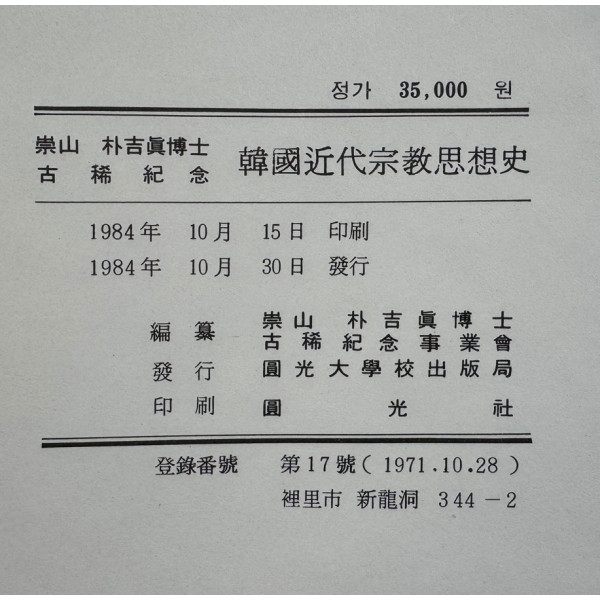 정가 35,000 원
崇山 朴吉眞博士
古稀紀念
韓國近代宗敎思想史
1984年 10月 15日 印刷
1984年 10月 30日 發行
編纂 崇山 朴吉眞博士
古稀紀念事業會
發行 圓光大學校出版局
印刷 圓光社
登錄番號 第17號(1971.10.28)
裡里市 新龍洞 344-2